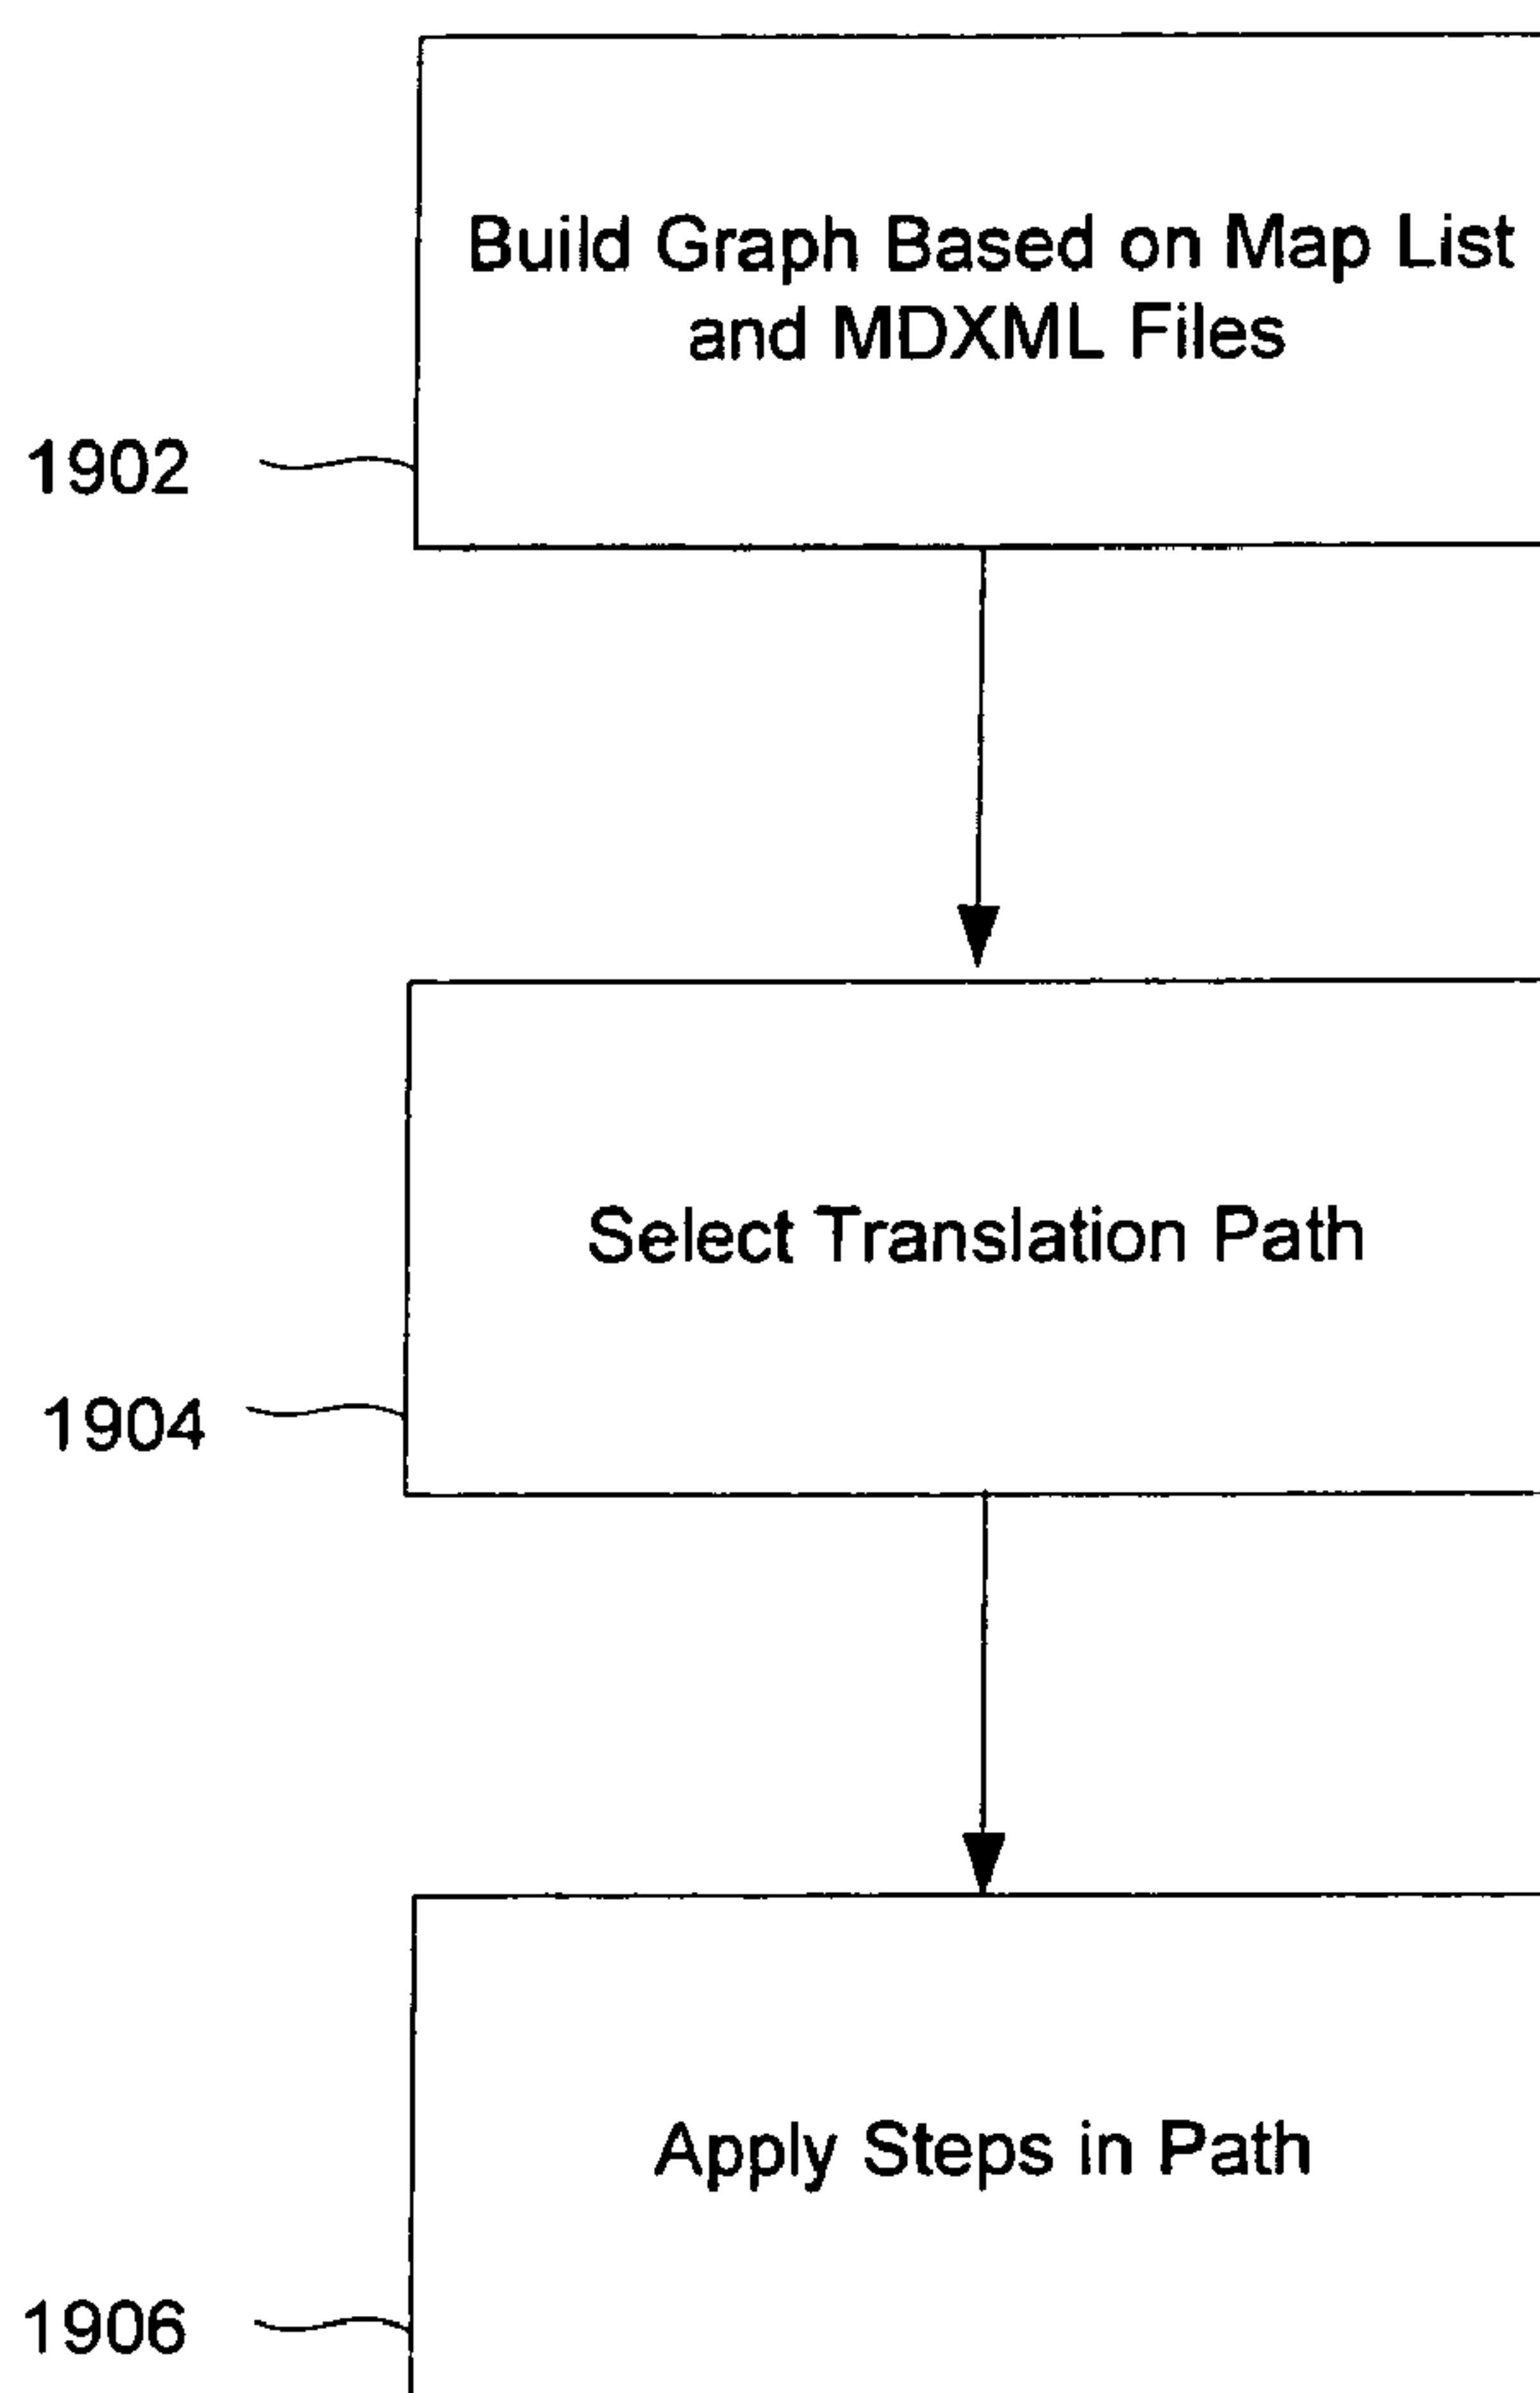 Build Graph Based on Map List
and MDXML Files
1902
Select Translation Path
1904
Apply Steps in Path
1906